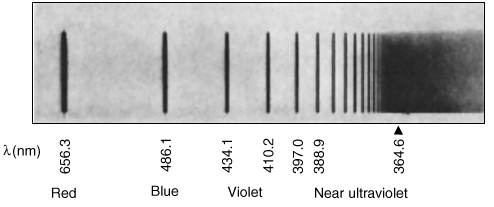 λ(nm) 656.3 486.1 434.1 410.2 397.0 388.9 364.6
Red Blue Violet Near ultraviolet